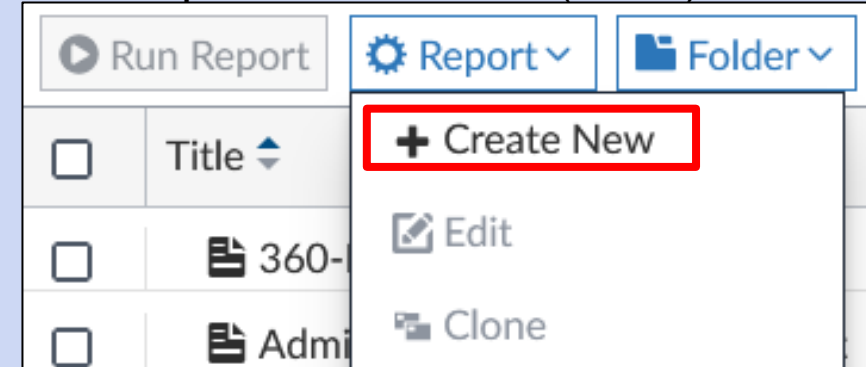 Run Report Report Folder
Title Create New
Edit
360-
Clone
Admi